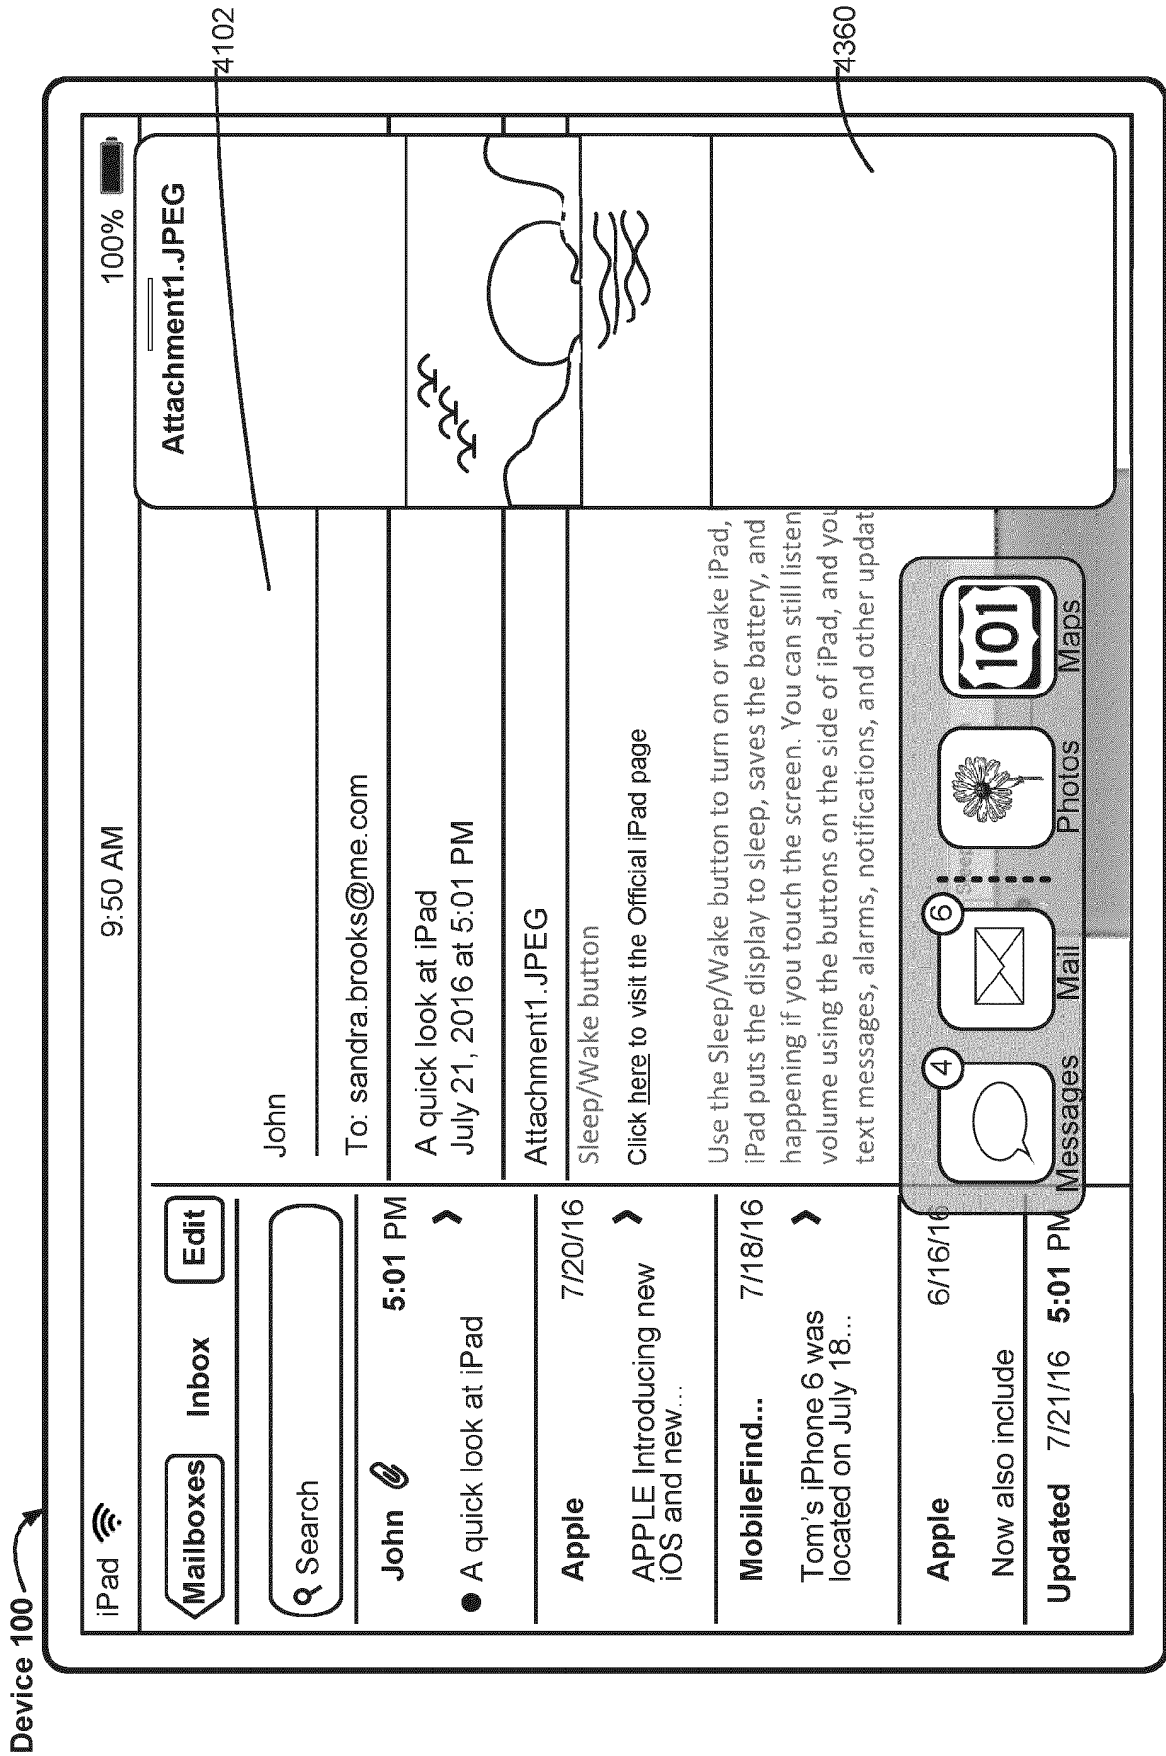 Device 100
4102
4360
iPad
9:50 AM
100%
Mailboxes
Inbox
Edit
Search
John
5:01 PM
A quick look at iPad
Apple
7/20/16
APPLE Introducing new
iOS and new...
MobileFind...
7/18/16
Tom's iPhone 6 was
located on July 18...
Apple
6/16/16
Now also include
Updated 7/21/16 5:01 PM
John
To: sandra.brooks@me.com
A quick look at iPad
July 21, 2016 at 5:01 PM
Attachment1.JPEG
Sleep/Wake button
Click here to visit the Official iPad page
Use the Sleep/Wake button to turn on or wake iPad,
iPad puts the display to sleep, saves the battery, and
happening if you touch the screen. You can still listen
volume using the buttons on the side of iPad, and you
text messages, alarms, notifications, and other updat
Attachment1.JPEG
4
Messages
6
Mail
Photos
101
Maps